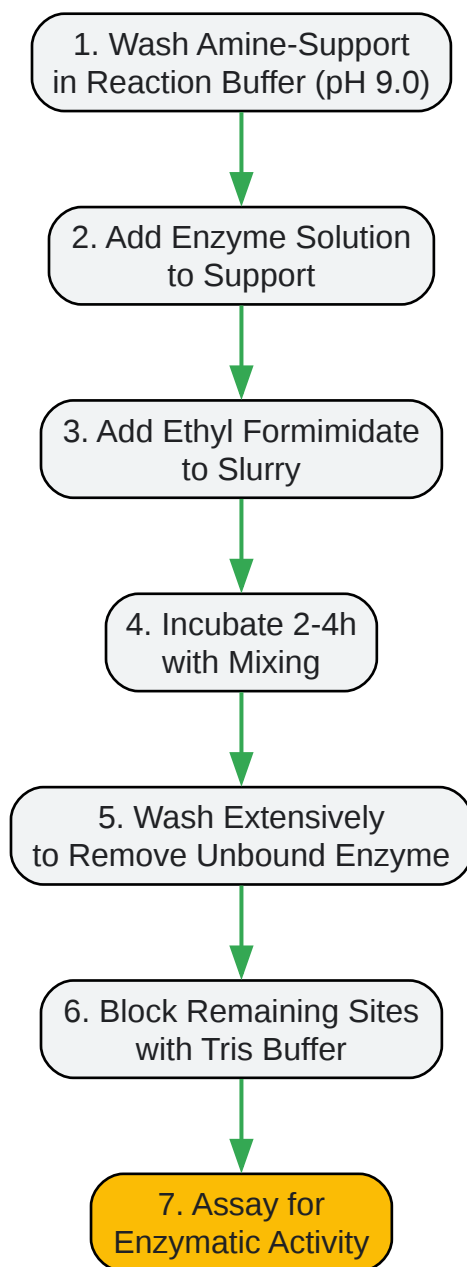 1. Wash Amine-Support
in Reaction Buffer (pH 9.0)
2. Add Enzyme Solution
to Support
3. Add Ethyl Formimidate
to Slurry
4. Incubate 2-4h
with Mixing
5. Wash Extensively
to Remove Unbound Enzyme
6. Block Remaining Sites
with Tris Buffer
7. Assay for
Enzymatic Activity